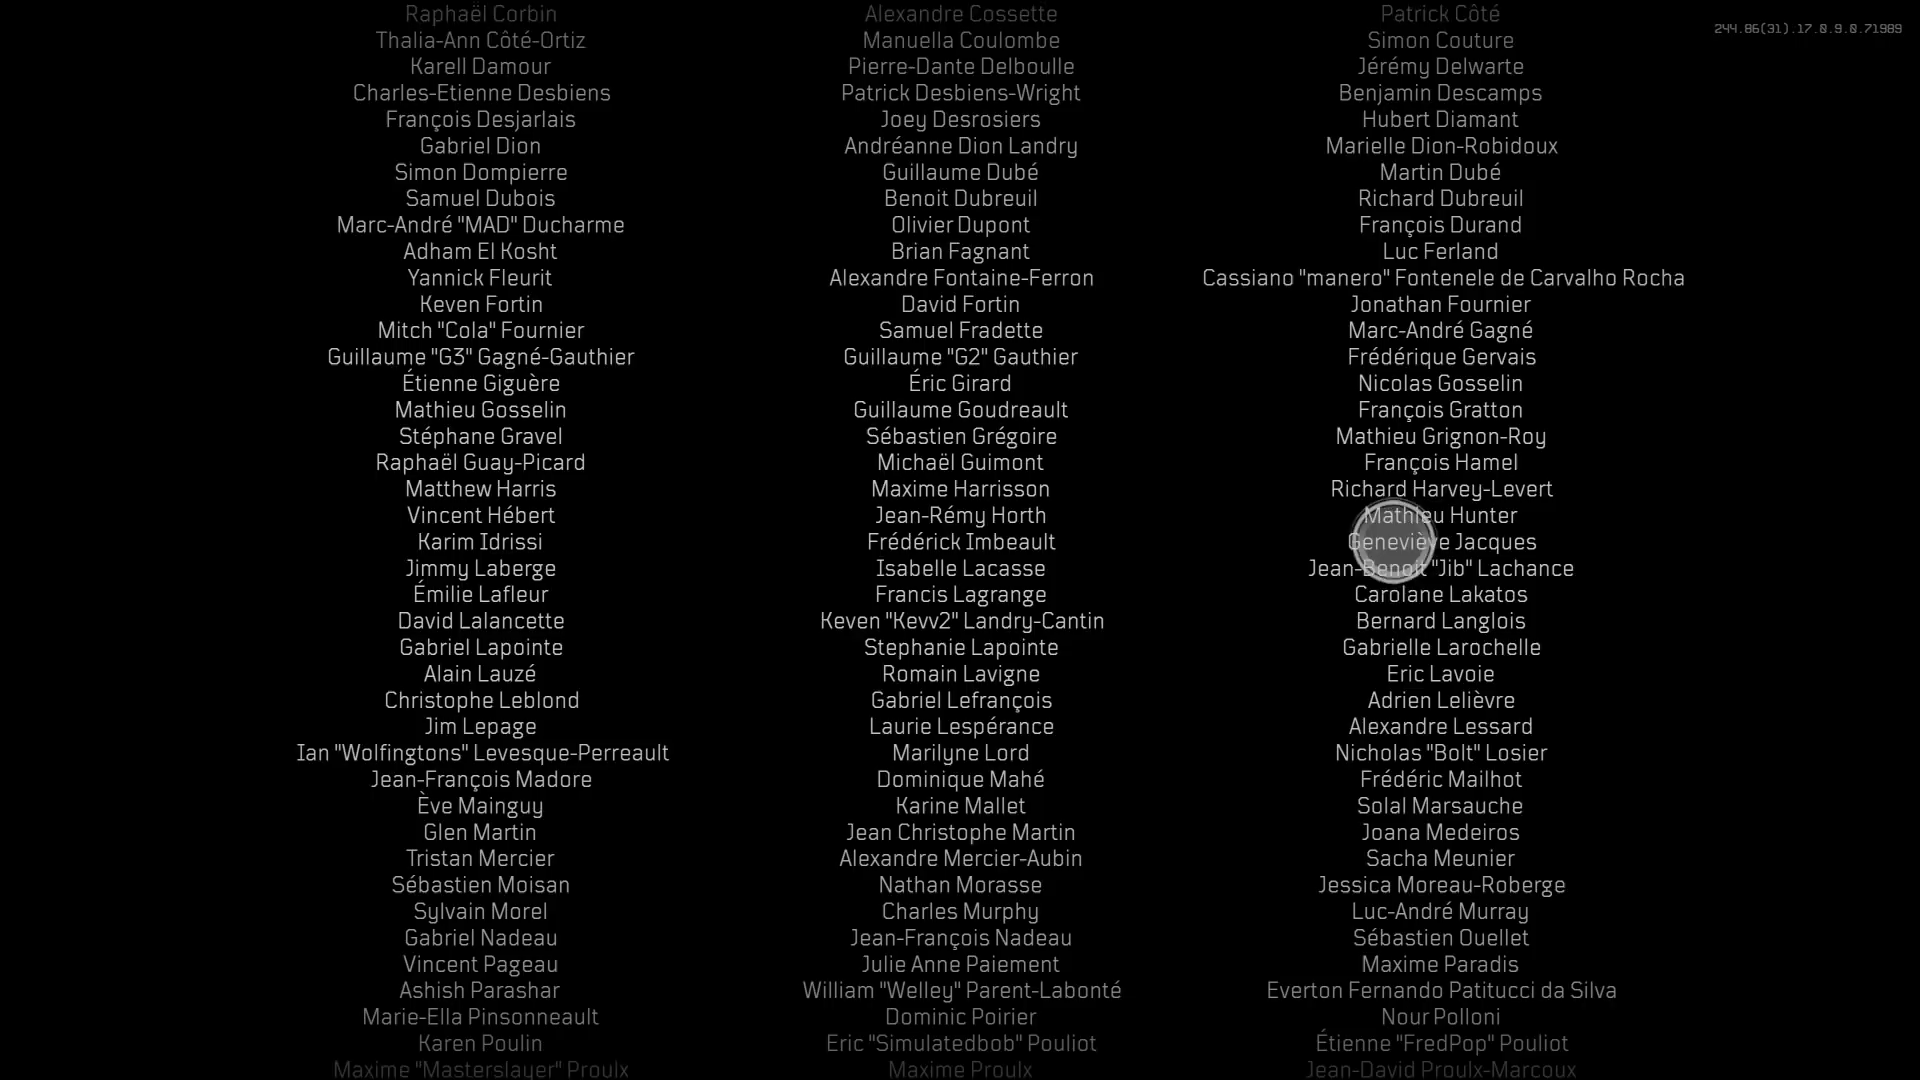 Raphaël Corbin Alexandre Cossette Patrick Côté
244.86(31).17.0.9.0.71989
Thalia-Ann Côté-Ortiz Manuella Coulombe Simon Couture
Karell Damour Pierre-Dante Delboulle Jérémy Delwarte
Charles-Etienne Desbiens Patrick Desbiens-Wright Benjamin Descamps
François Desjarlais Joey Desrosiers Hubert Diamant
Gabriel Dion Andréanne Dion Landry Marielle Dion-Robidoux
Simon Dompierre Guillaume Dubé Martin Dubé
Samuel Dubois Benoit Dubreuil Richard Dubreuil
Marc-André "MAD" Ducharme Olivier Dupont François Durand
Adham El Kosht Brian Fagnant Luc Ferland
Yannick Fleurit Alexandre Fontaine-Ferron Cassiano "manero" Fontenele de Carvalho Rocha
Keven Fortin David Fortin Jonathan Fournier
Mitch "Cola" Fournier Samuel Fradette Marc-André Gagné
Guillaume "G3" Gagné-Gauthier Guillaume "G2" Gauthier Frédérique Gervais
Étienne Giguère Éric Girard Nicolas Gosselin
Mathieu Gosselin Guillaume Goudreault François Gratton
Stéphane Gravel Sébastien Grégoire Mathieu Grignon-Roy
Raphaël Guay-Picard Michaël Guimont François Hamel
Matthew Harris Maxime Harrisson Richard Harvey-Levert
Vincent Hébert Jean-Rémy Horth Mathieu Hunter
Karim Idrissi Frédérick Imbeault Geneviève Jacques
Jimmy Laberge Isabelle Lacasse Jean-Benoit "Jib" Lachance
Émilie Lafleur Francis Lagrange Carolane Lakatos
David Lalancette Keven "Kevv2" Landry-Cantin Bernard Langlois
Gabriel Lapointe Stephanie Lapointe Gabrielle Larochelle
Alain Lauzé Romain Lavigne Eric Lavoie
Christophe Leblond Gabriel Lefrançois Adrien Lelièvre
Jim Lepage Laurie Lespérance Alexandre Lessard
Ian "Wolfingtons" Levesque-Perreault Marilyne Lord Nicholas "Bolt" Losier
Jean-François Madore Dominique Mahé Frédéric Mailhot
Ève Mainguy Karine Mallet Solal Marsauche
Glen Martin Jean Christophe Martin Joana Medeiros
Tristan Mercier Alexandre Mercier-Aubin Sacha Meunier
Sébastien Moisan Nathan Morasse Jessica Moreau-Roberge
Sylvain Morel Charles Murphy Luc-André Murray
Gabriel Nadeau Jean-François Nadeau Sébastien Ouellet
Vincent Pageau Julie Anne Paiement Maxime Paradis
Ashish Parashar William "Welley" Parent-Labonté Everton Fernando Patitucci da Silva
Marie-Ella Pinsonneault Dominic Poirier Nour Polloni
Karen Poulin Eric "Simulatedbob" Pouliot Étienne "FredPop" Pouliot
Maxime "Masterslayer" Proulx Maxime Proulx Jean-David Proulx-Marcoux